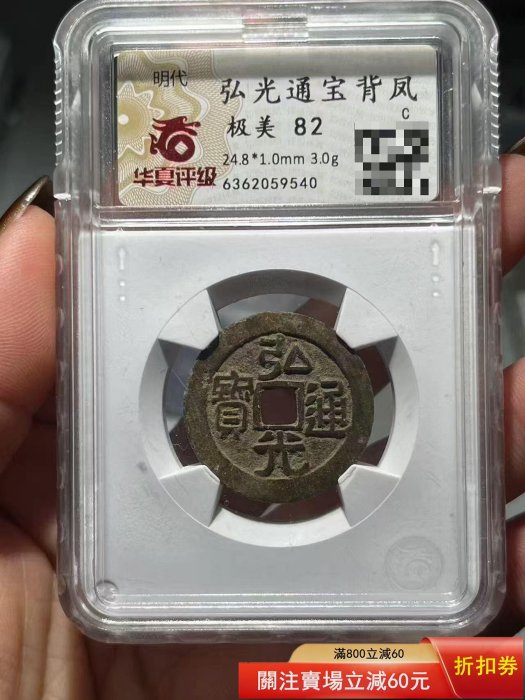 明代
弘光通宝背凤
极美 82
C
24.8*1.0mm 3.0g
6362059540
华夏评级
弘
寶 通
光
滿800立減60
關注賣場立減60元
折扣券